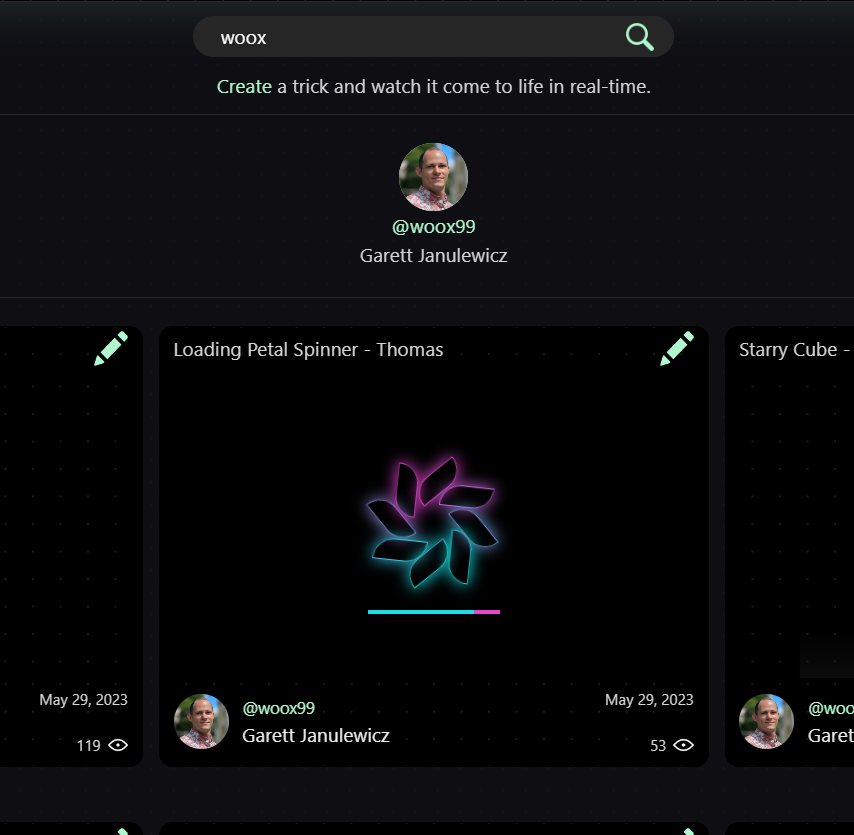 woox
Create a trick and watch it come to life in real-time.
@woox99
Garett Janulewicz
Loading Petal Spinner - Thomas
Starry Cube -
May 29, 2023
119
@woox99
Garett Janulewicz
May 29, 2023
53
@woo
Garet